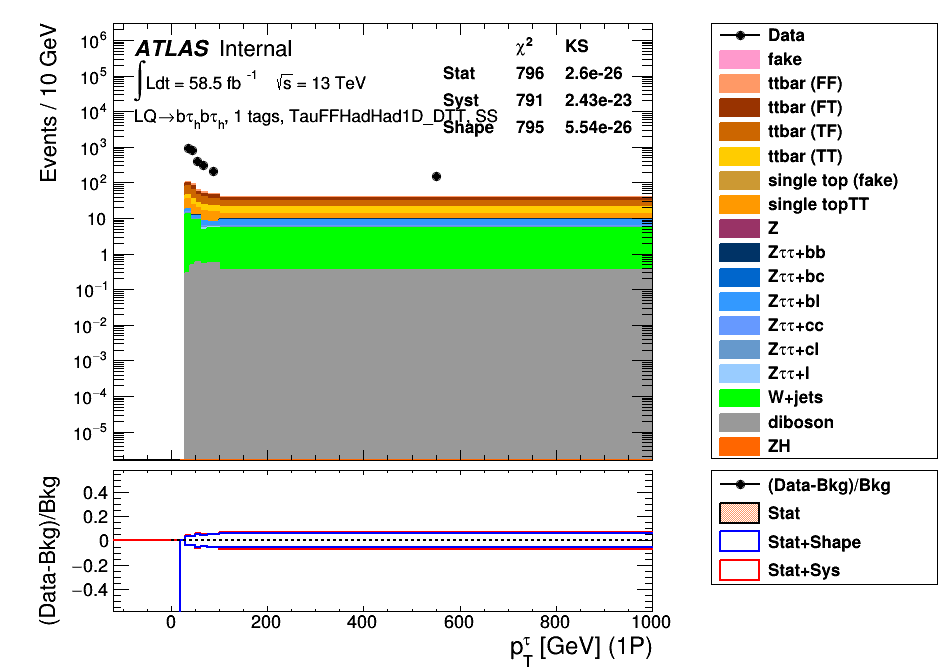 Events / 10 GeV
10⁶
10⁵
10⁴
10³
10²
10
1
10⁻¹
10⁻²
10⁻³
10⁻⁴
10⁻⁵
ATLAS Internal
∫Ldt = 58.5 fb⁻¹ √s = 13 TeV
LQ→bτₕbτₕ, 1 tags, TauFFHadHad1D_DTT, SS
χ² KS
Stat 796 2.6e-26
Syst 791 2.43e-23
Shape 795 5.54e-26
Data
fake
ttbar (FF)
ttbar (FT)
ttbar (TF)
ttbar (TT)
single top (fake)
single topTT
Z
Zττ+bb
Zττ+bc
Zττ+bl
Zττ+cc
Zττ+cl
Zττ+l
W+jets
diboson
ZH
(Data-Bkg)/Bkg
0.4
0.2
0
−0.2
−0.4
0 200 400 600 800 1000
p_T^τ [GeV] (1P)
(Data-Bkg)/Bkg
Stat
Stat+Shape
Stat+Sys